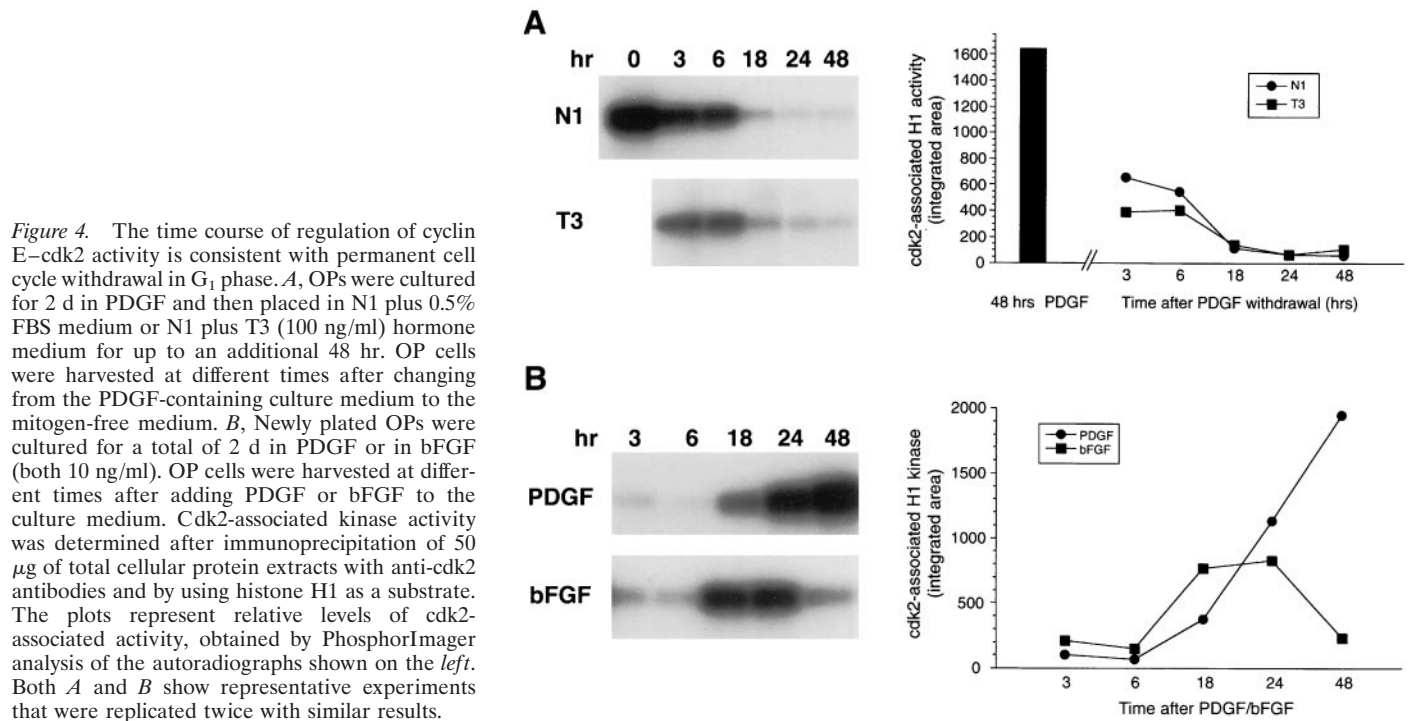 Figure 4. The time course of regulation of cyclin
E–cdk2 activity is consistent with permanent cell
cycle withdrawal in G₁ phase. A, OPs were cultured
for 2 d in PDGF and then placed in N1 plus 0.5%
FBS medium or N1 plus T3 (100 ng/ml) hormone
medium for up to an additional 48 hr. OP cells
were harvested at different times after changing
from the PDGF-containing culture medium to the
mitogen-free medium. B, Newly plated OPs were
cultured for a total of 2 d in PDGF or in bFGF
(both 10 ng/ml). OP cells were harvested at differ-
ent times after adding PDGF or bFGF to the
culture medium. Cdk2-associated kinase activity
was determined after immunoprecipitation of 50
μg of total cellular protein extracts with anti-cdk2
antibodies and by using histone H1 as a substrate.
The plots represent relative levels of cdk2-
associated activity, obtained by PhosphorImager
analysis of the autoradiographs shown on the left.
Both A and B show representative experiments
that were replicated twice with similar results.
A
hr 0 3 6 18 24 48
N1
T3
cdk2-associated H1 activity
(integrated area)
1600
1400
1200
1000
800
600
400
200
0
N1
T3
3 6 18 24 48
48 hrs PDGF
Time after PDGF withdrawal (hrs)
B
hr 3 6 18 24 48
PDGF
bFGF
cdk2-associated H1 kinase
(integrated area)
2000
1500
1000
500
0
PDGF
bFGF
3 6 18 24 48
Time after PDGF/bFGF